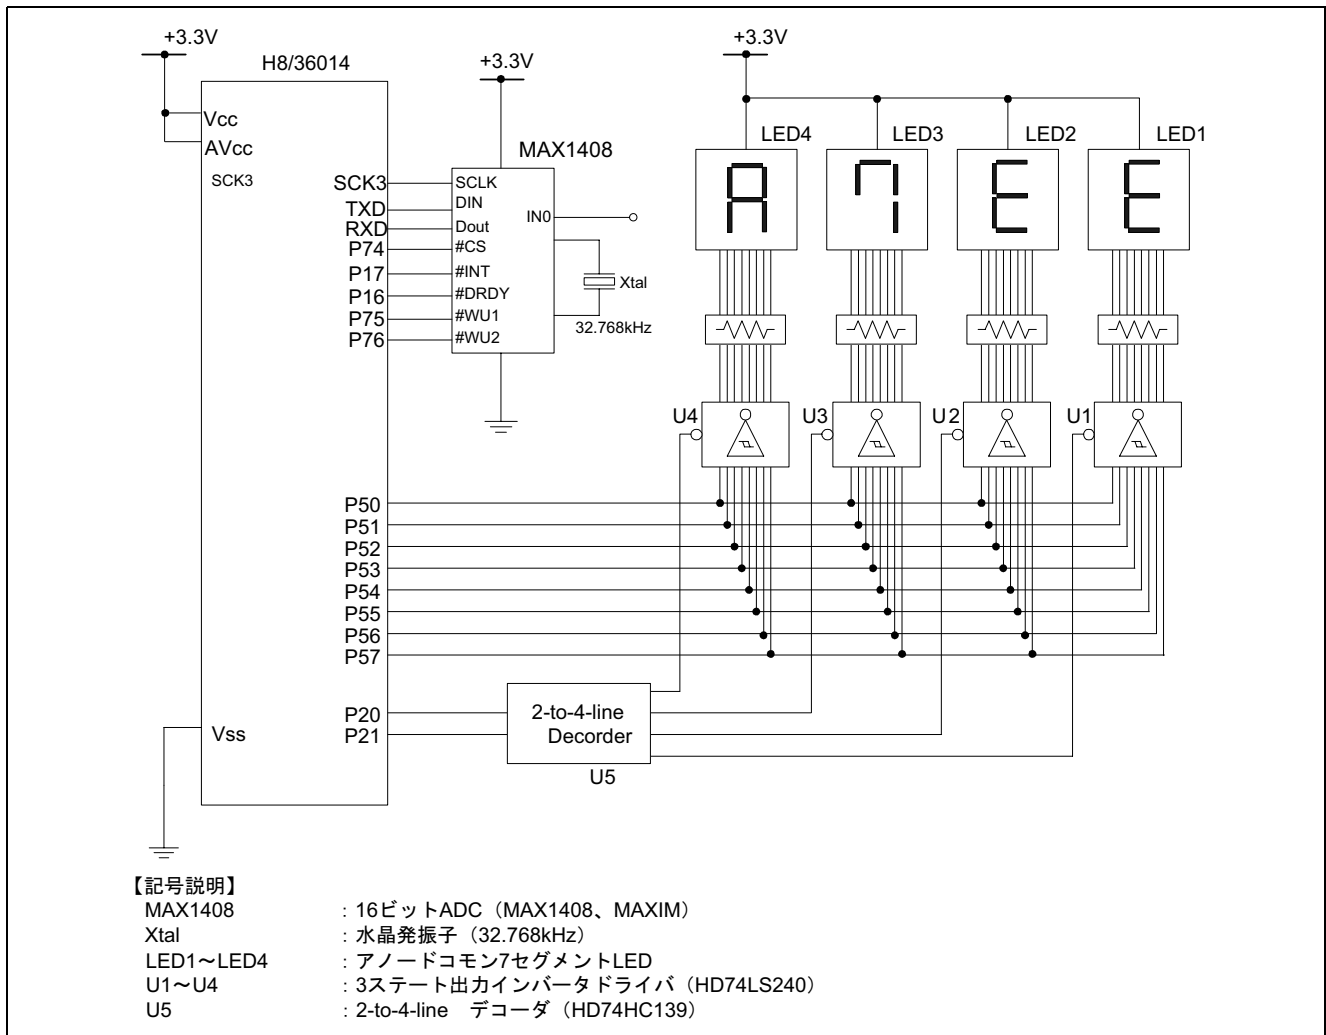 +3.3V
H8/36014
Vcc
AVcc
SCK3
SCK3
TXD
RXD
P74
P17
P16
P75
P76
+3.3V
MAX1408
SCLK
DIN
Dout
#CS
#INT
#DRDY
#WU1
#WU2
IN0
Xtal
32.768kHz
+3.3V
LED4
LED3
LED2
LED1
A
7
E
E
U4
U3
U2
U1
P50
P51
P52
P53
P54
P55
P56
P57
P20
P21
Vss
2-to-4-line
Decorder
U5
【記号説明】
MAX1408 : 16ビットADC（MAX1408、MAXIM）
Xtal : 水晶発振子（32.768kHz）
LED1～LED4 : アノードコモン7セグメントLED
U1～U4 : 3ステート出力インバータドライバ（HD74LS240）
U5 : 2-to-4-line デコーダ（HD74HC139）